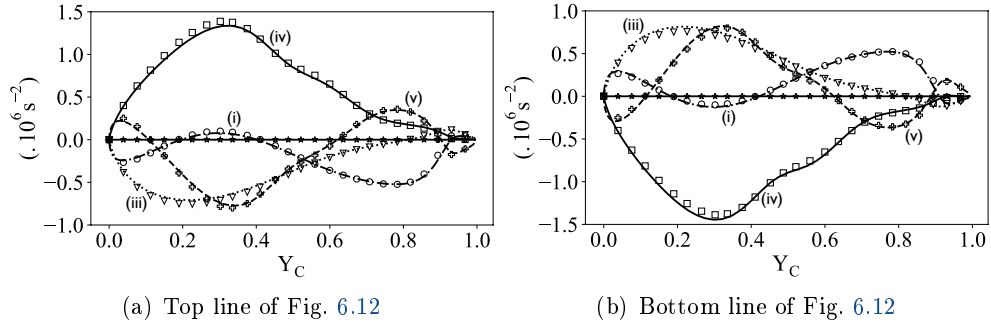 1.5
1.0
0.5
0.0
−0.5
−1.0
(.10⁶ s⁻²)
(iv)
(v)
(i)
(iii)
0.0 0.2 0.4 0.6 0.8 1.0
Y_C
(a) Top line of Fig. 6.12
1.0
0.5
0.0
−0.5
−1.0
−1.5
(.10⁶ s⁻²)
(iii)
(i)
(v)
(iv)
0.0 0.2 0.4 0.6 0.8 1.0
Y_C
(b) Bottom line of Fig. 6.12